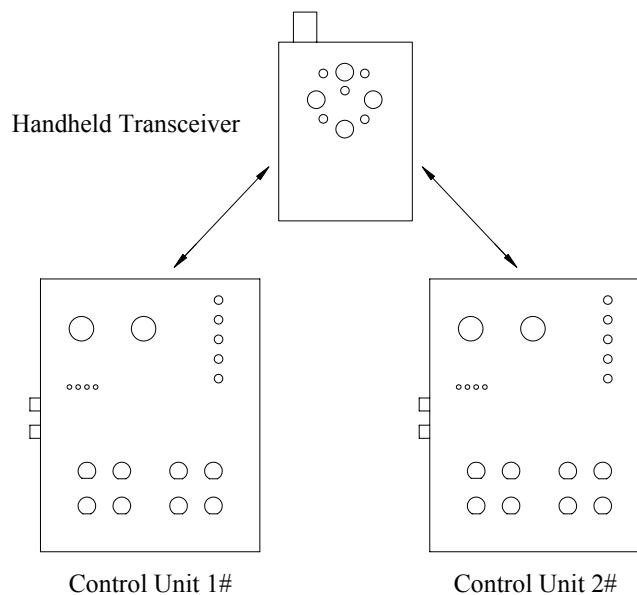 Handheld Transceiver
Control Unit 1#
Control Unit 2#